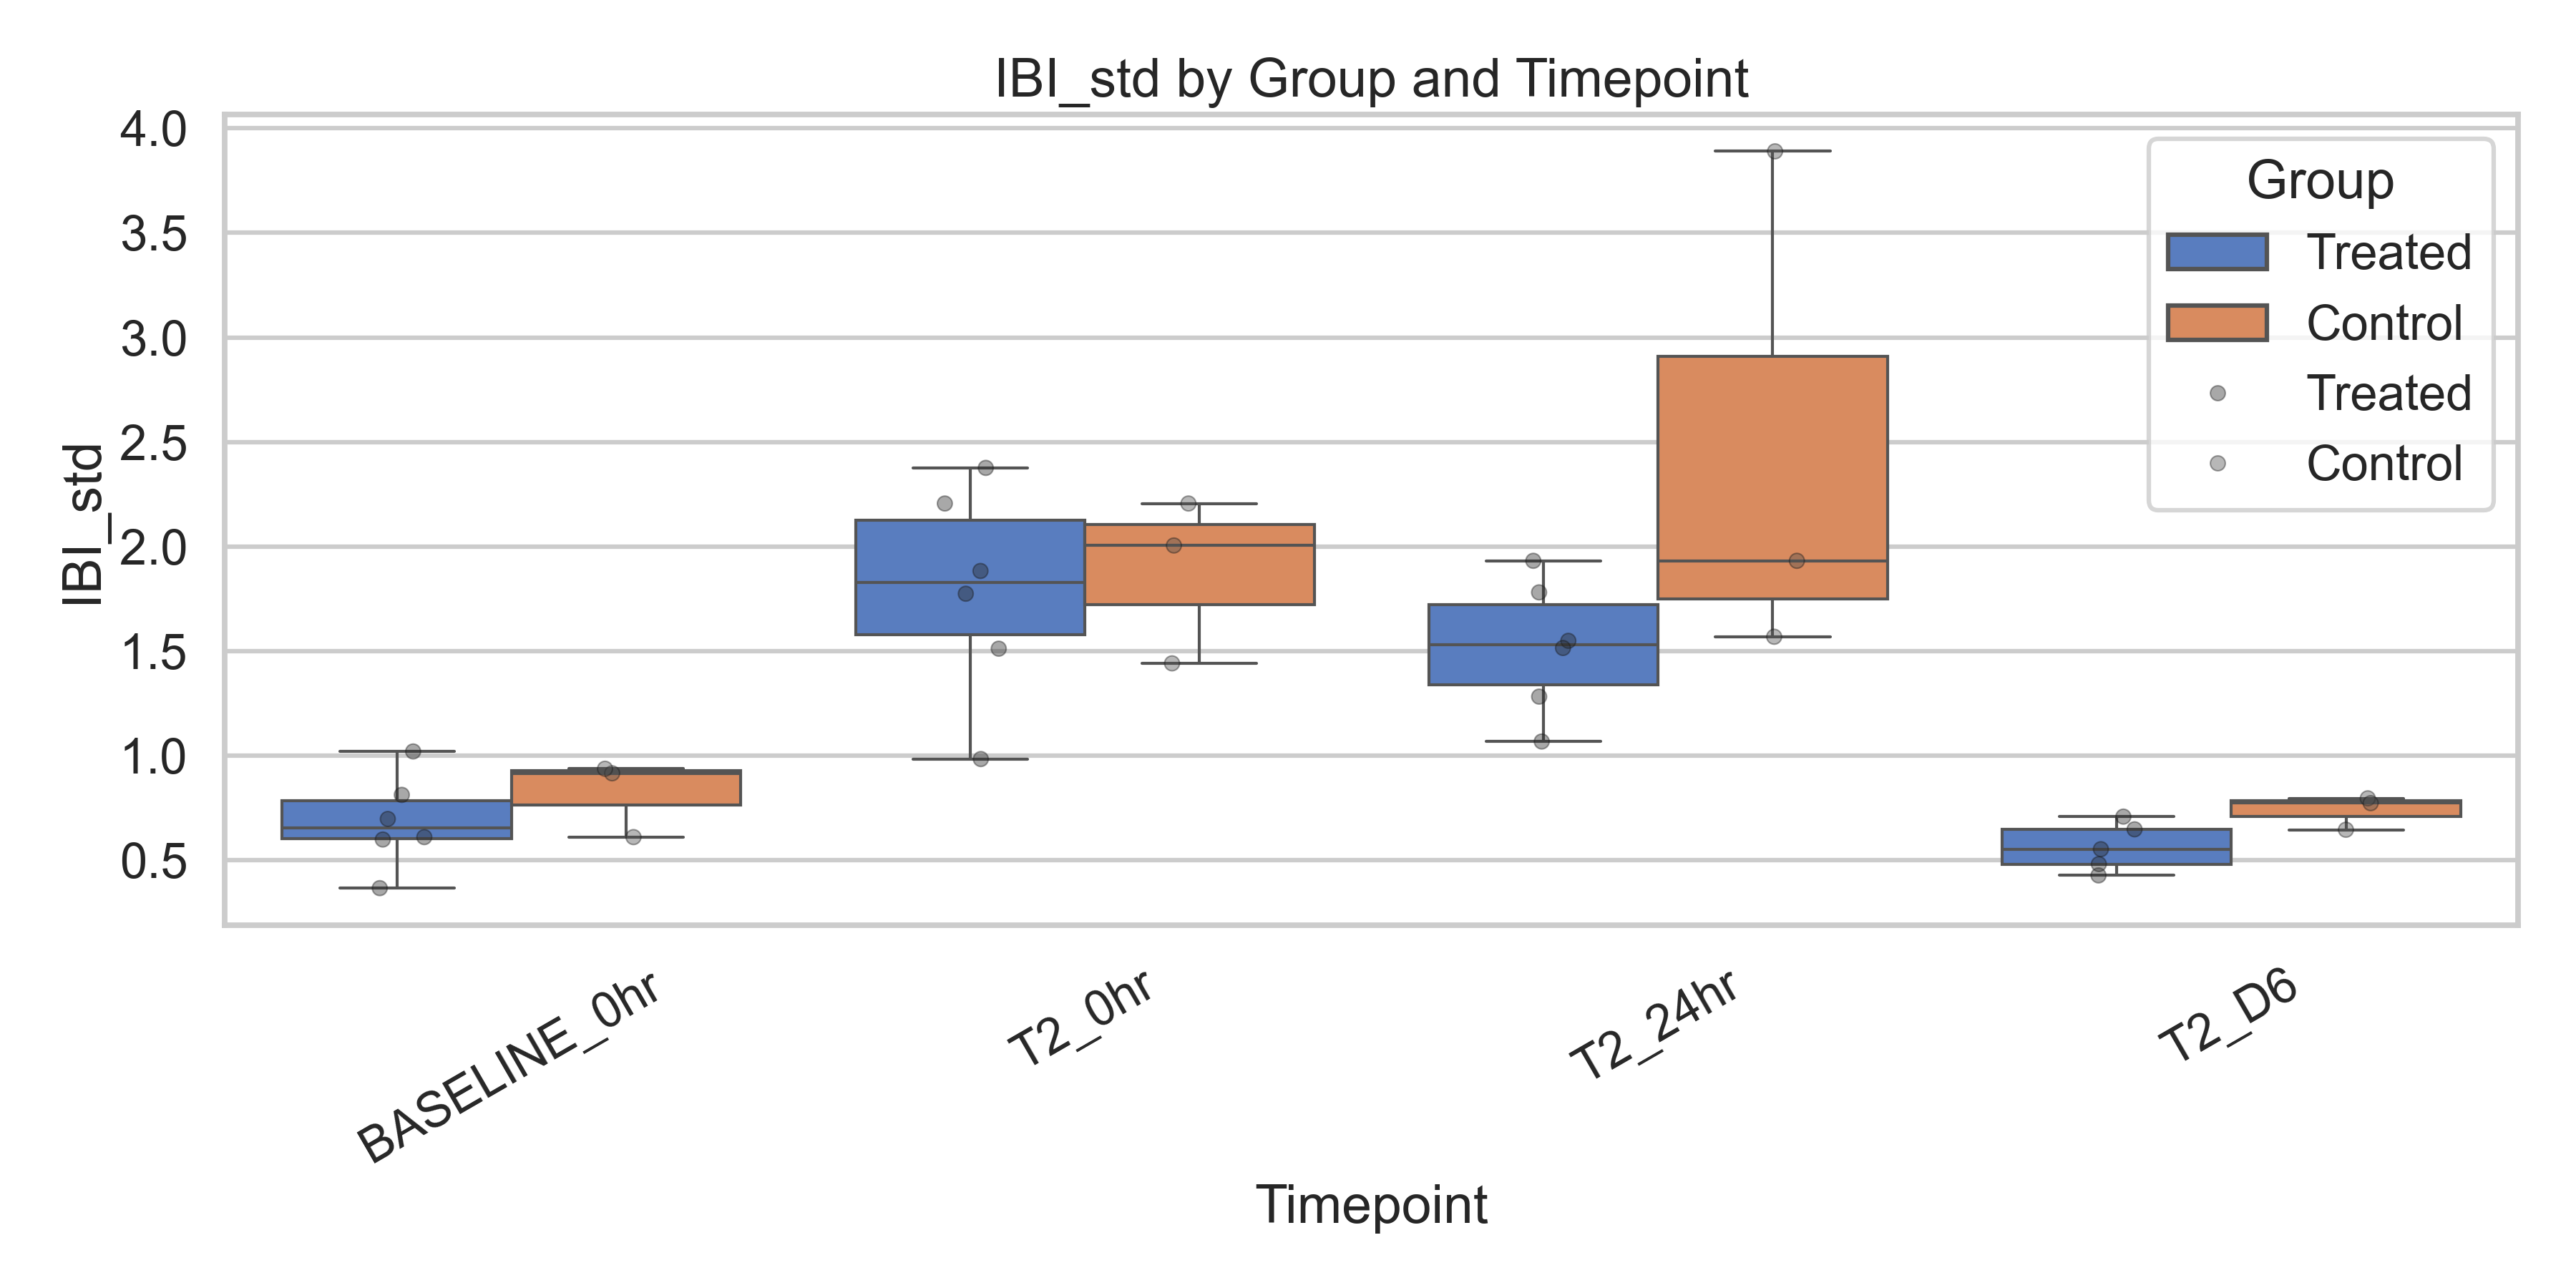 IBI_std by Group and Timepoint
4.0
3.5
3.0
2.5
2.0
1.5
1.0
0.5
IBI_std
Group
Treated
Control
Treated
Control
BASELINE_0hr
T2_0hr
T2_24hr
T2_D6
Timepoint